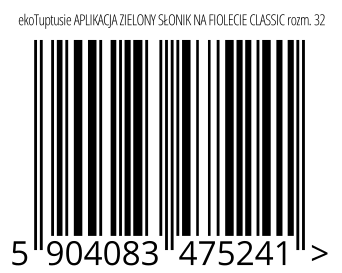 ekoTuptusie APLIKACJA ZIELONY SŁONIK NA FIOLECIE CLASSIC rozm. 32
5 904083 475241 >